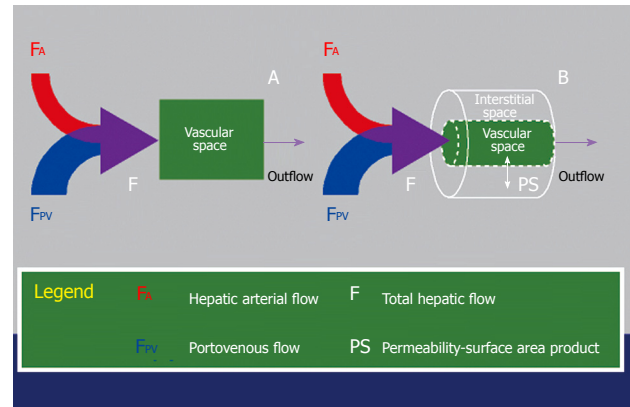 FA
A
Vascular
space
F
Outflow
FPV
FA
B
Interstitial
space
Vascular
space
F
PS
Outflow
FPV
Legend
FA Hepatic arterial flow
F Total hepatic flow
FPV Portovenous flow
PS Permeability-surface area product